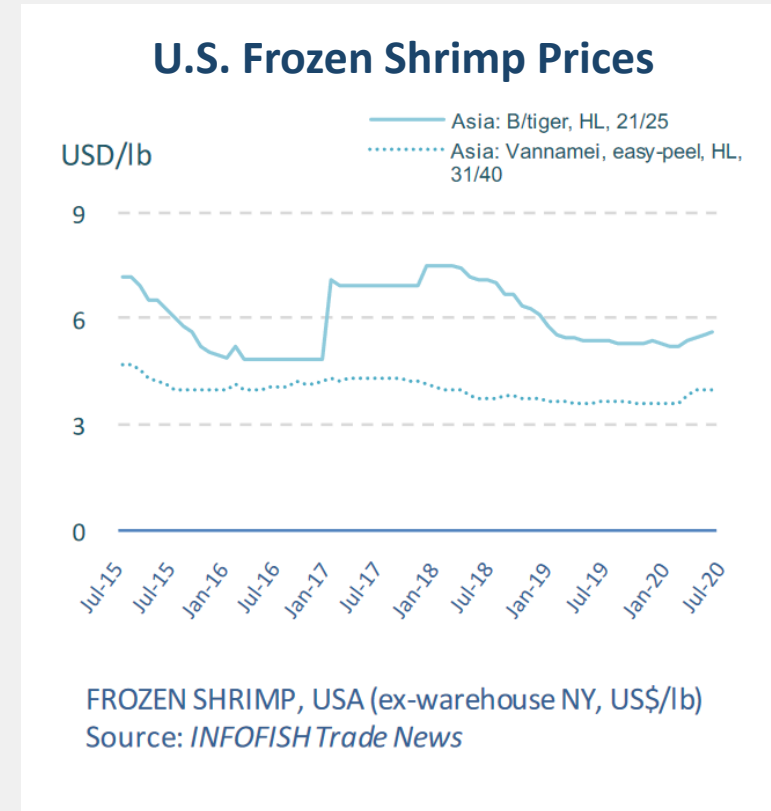 U.S. Frozen Shrimp Prices
Asia: B/tiger, HL, 21/25
USD/lb
Asia: Vannamei, easy-peel, HL,
31/40
9
6
3
0
Jul-15
Jul-15
Jan-16
Jul-16
Jan-17
Jul-17
Jan-18
Jul-18
Jan-19
Jul-19
Jan-20
Jul-20
FROZEN SHRIMP, USA (ex-warehouse NY, US$/lb)
Source: INFOFISH Trade News